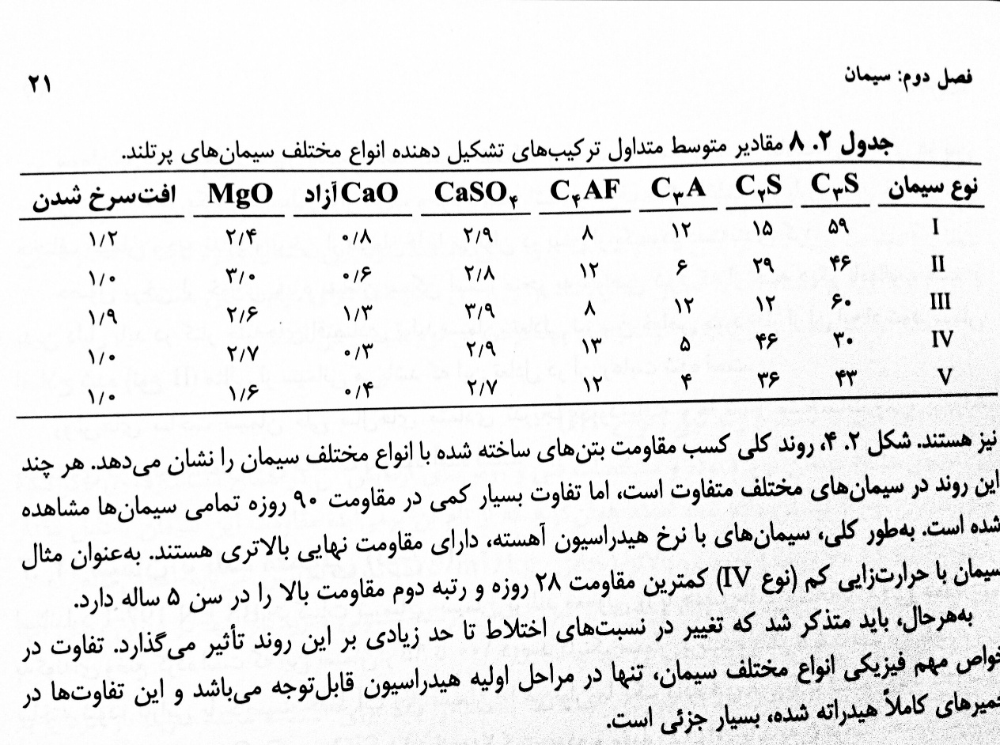 فصل دوم: سیمان
۲۱
جدول ۲. ۸ مقادیر متوسط متداول ترکیب‌های تشکیل دهنده انواع مختلف سیمان‌های پرتلند.
نوع سیمان C۳S C۲S C۳A C۴AF CaSO۴ CaO آزاد MgO افت‌سرخ شدن
I ۵۹ ۱۵ ۱۲ ۸ ۲/۹ ۰/۸ ۲/۴ ۱/۲
II ۴۶ ۲۹ ۶ ۱۲ ۲/۸ ۰/۶ ۳/۰ ۱/۰
III ۶۰ ۱۲ ۱۲ ۸ ۳/۹ ۱/۳ ۲/۶ ۱/۹
IV ۳۰ ۴۶ ۵ ۱۳ ۲/۹ ۰/۳ ۲/۷ ۱/۰
V ۴۳ ۳۶ ۴ ۱۲ ۲/۷ ۰/۴ ۱/۶ ۱/۰
نیز هستند. شکل ۲. ۴، روند کلی کسب مقاومت بتن‌های ساخته شده با انواع مختلف سیمان را نشان می‌دهد. هر چند
این روند در سیمان‌های مختلف متفاوت است، اما تفاوت بسیار کمی در مقاومت ۹۰ روزه تمامی سیمان‌ها مشاهده
شده است. به‌طور کلی، سیمان‌های با نرخ هیدراسیون آهسته، دارای مقاومت نهایی بالاتری هستند. به‌عنوان مثال
سیمان با حرارت‌زایی کم (نوع IV) کمترین مقاومت ۲۸ روزه و رتبه دوم مقاومت بالا را در سن ۵ ساله دارد.
به‌هرحال، باید متذکر شد که تغییر در نسبت‌های اختلاط تا حد زیادی بر این روند تأثیر می‌گذارد. تفاوت در
خواص مهم فیزیکی انواع مختلف سیمان، تنها در مراحل اولیه هیدراسیون قابل‌توجه می‌باشد و این تفاوت‌ها در
خمیرهای کاملاً هیدراته شده، بسیار جزئی است.